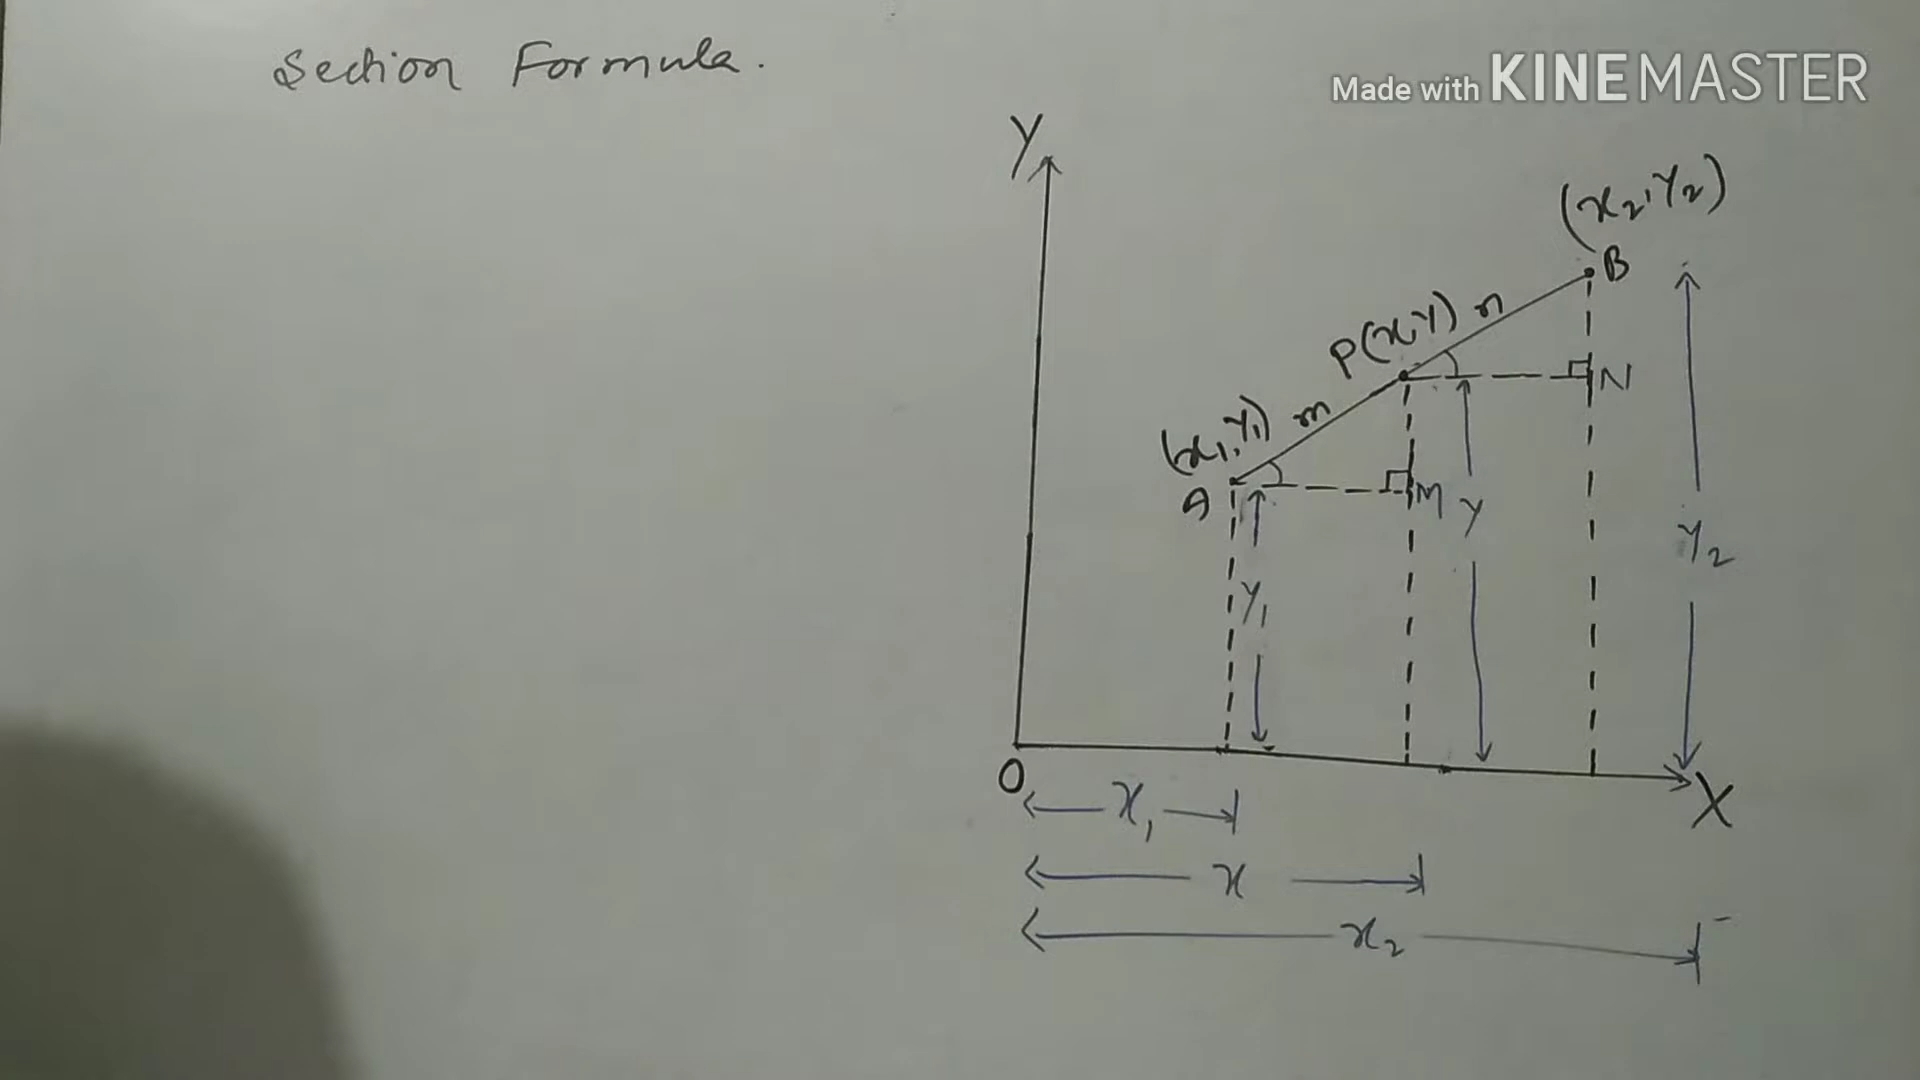 Section Formula.
Made with KINEMASTER
Y
(x₂, Y₂)
B
P(x, Y) n
N
(x₁, Y₁) m
A
M
Y
Y₂
Y₁
O
X
x₁
x
x₂